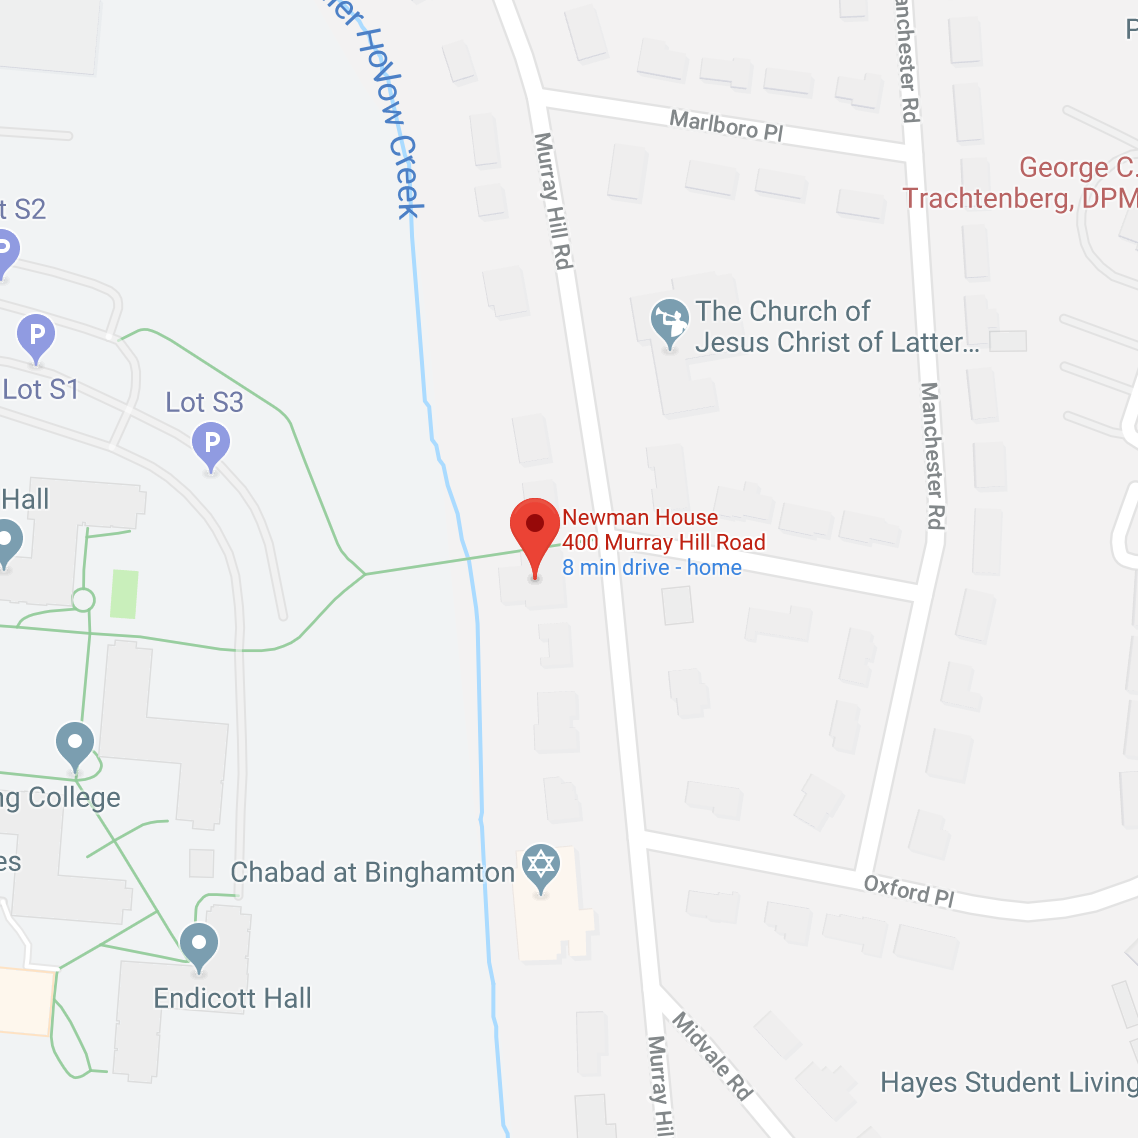 Hollow Creek
Manchester Rd
Marlboro Pl
Murray Hill Rd
George C.
Trachtenberg, DPM
t S2
P
P
Lot S1
Lot S3
P
The Church of
Jesus Christ of Latter...
Manchester Rd
Hall
Newman House
400 Murray Hill Road
8 min drive - home
ng College
es
Chabad at Binghamton
Oxford Pl
Endicott Hall
Midvale Rd
Murray Hil
Hayes Student Living